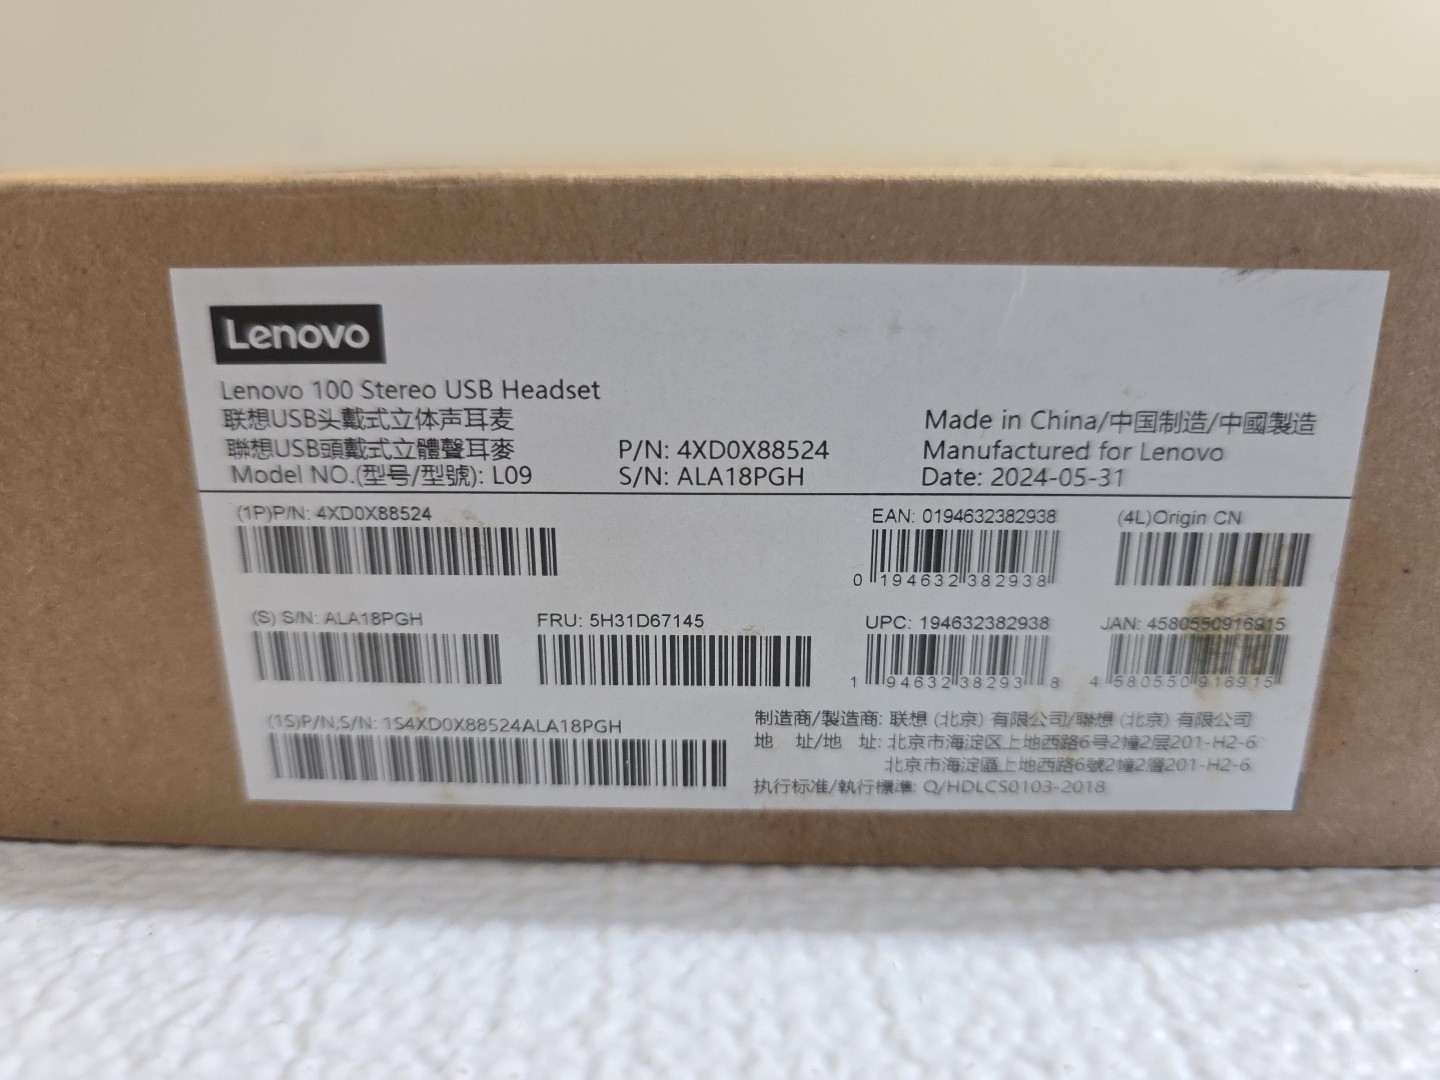 Lenovo
Lenovo 100 Stereo USB Headset
联想USB头戴式立体声耳麦
聯想USB頭戴式立體聲耳麥
Model NO.(型号/型號): L09
P/N: 4XD0X88524
S/N: ALA18PGH
Made in China/中国制造/中國製造
Manufactured for Lenovo
Date: 2024-05-31
(1P)P/N: 4XD0X88524
EAN: 0194632382938
0 194632 382938
(4L)Origin CN
(S) S/N: ALA18PGH
FRU: 5H31D67145
UPC: 194632382938
1 94632 38293 8
JAN: 4580550916915
4 580550 916915
(1S)P/N,S/N: 1S4XD0X88524ALA18PGH
制造商/製造商: 联想 (北京) 有限公司/聯想 (北京) 有限公司
地 址/地 址: 北京市海淀区上地西路6号2幢2层201-H2-6
北京市海淀區上地西路6號2幢2層201-H2-6
执行标准/執行標準: Q/HDLCS0103-2018